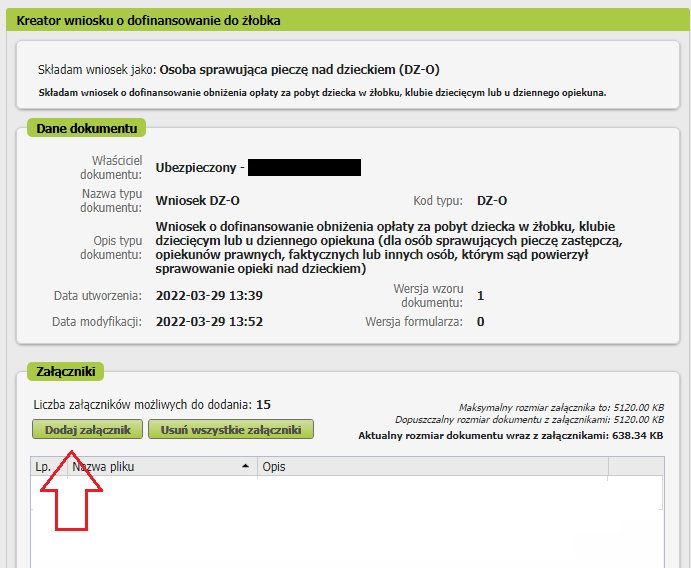 Kreator wniosku o dofinansowanie do żłobka
Składam wniosek jako: Osoba sprawująca pieczę nad dzieckiem (DZ-O)
Składam wniosek o dofinansowanie obniżenia opłaty za pobyt dziecka w żłobku, klubie dziecięcym lub u dziennego opiekuna.
Dane dokumentu
Właściciel
dokumentu:
Ubezpieczony -
Nazwa typu
dokumentu:
Wniosek DZ-O
Kod typu: DZ-O
Opis typu
dokumentu:
Wniosek o dofinansowanie obniżenia opłaty za pobyt dziecka w żłobku, klubie
dziecięcym lub u dziennego opiekuna (dla osób sprawujących pieczę zastępczą,
opiekunów prawnych, faktycznych lub innych osób, którym sąd powierzył
sprawowanie opieki nad dzieckiem)
Data utworzenia: 2022-03-29 13:39
Wersja wzoru
dokumentu:
1
Data modyfikacji: 2022-03-29 13:52
Wersja formularza: 0
Załączniki
Liczba załączników możliwych do dodania: 15
Dodaj załącznik
Usuń wszystkie załączniki
Maksymalny rozmiar załącznika to: 5120.00 KB
Dopuszczalny rozmiar dokumentu z załącznikami: 5120.00 KB
Aktualny rozmiar dokumentu wraz z załącznikami: 638.34 KB
Lp. Nazwa pliku Opis